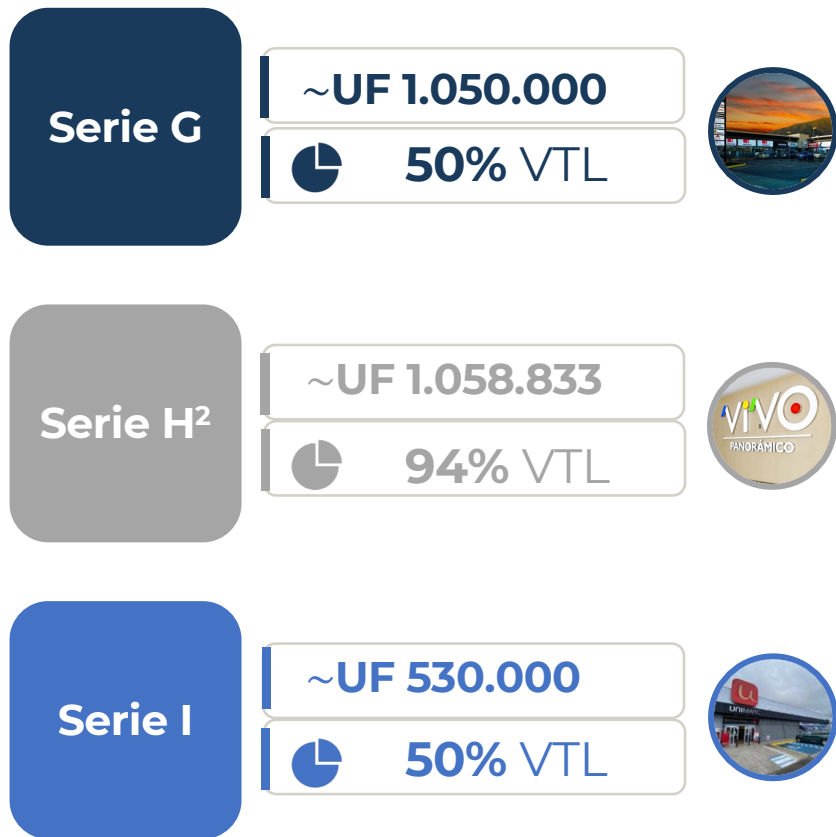 Serie G
~UF 1.050.000
50% VTL
Serie H²
~UF 1.058.833
94% VTL
VIVO
PANORÁMICO
Serie I
~UF 530.000
50% VTL
UNIMARC